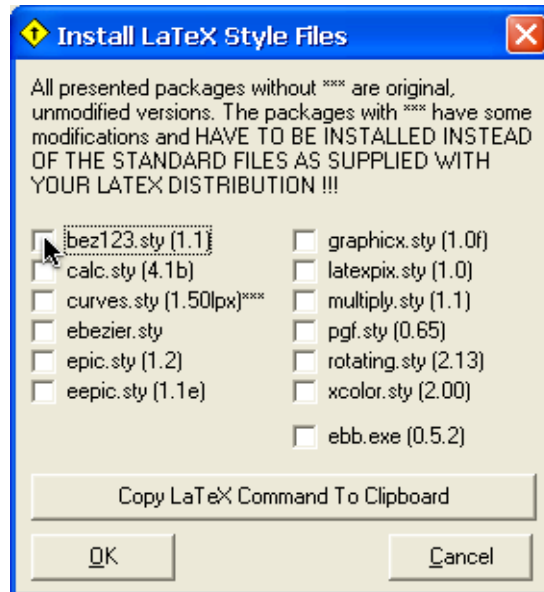 Install LaTeX Style Files
All presented packages without *** are original,
unmodified versions. The packages with *** have some
modifications and HAVE TO BE INSTALLED INSTEAD
OF THE STANDARD FILES AS SUPPLIED WITH
YOUR LATEX DISTRIBUTION !!!
bez123.sty (1.1)
calc.sty (4.1b)
curves.sty (1.50lpx)***
ebezier.sty
epic.sty (1.2)
eepic.sty (1.1e)
graphicx.sty (1.0f)
latexpix.sty (1.0)
multiply.sty (1.1)
pgf.sty (0.65)
rotating.sty (2.13)
xcolor.sty (2.00)
ebb.exe (0.5.2)
Copy LaTeX Command To Clipboard
OK
Cancel